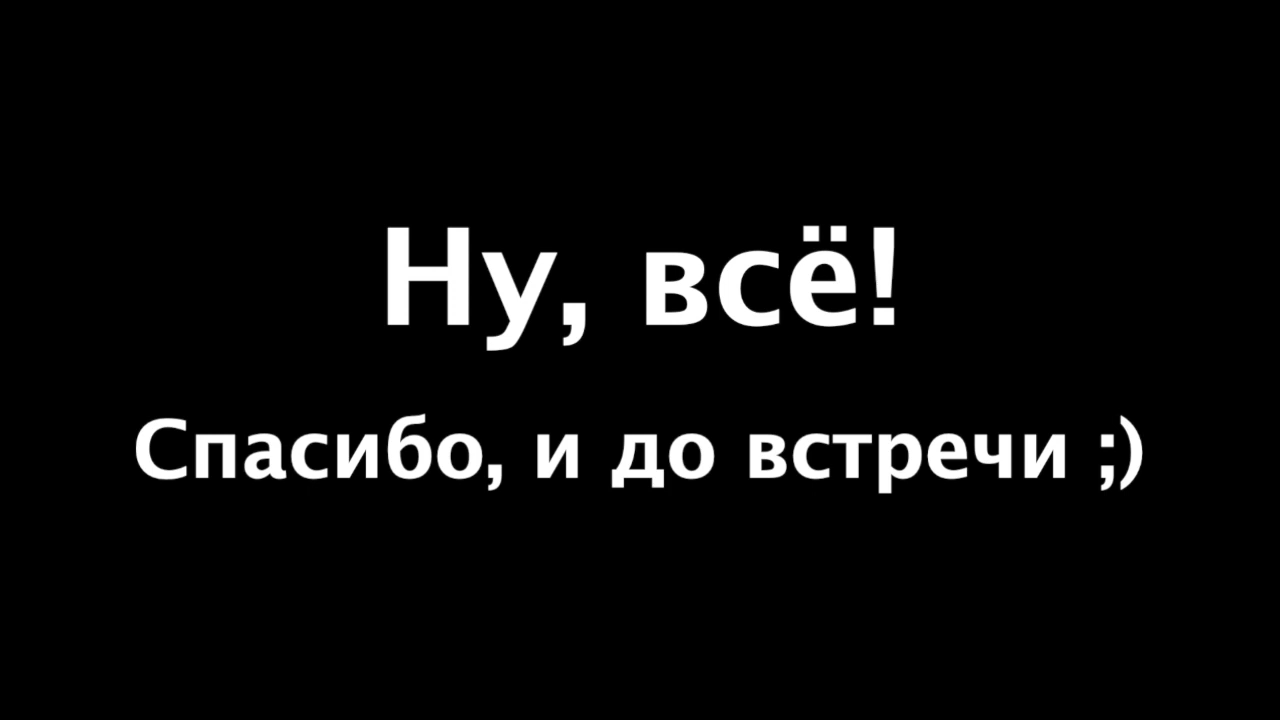 Ну, всё!
Спасибо, и до встречи ;)